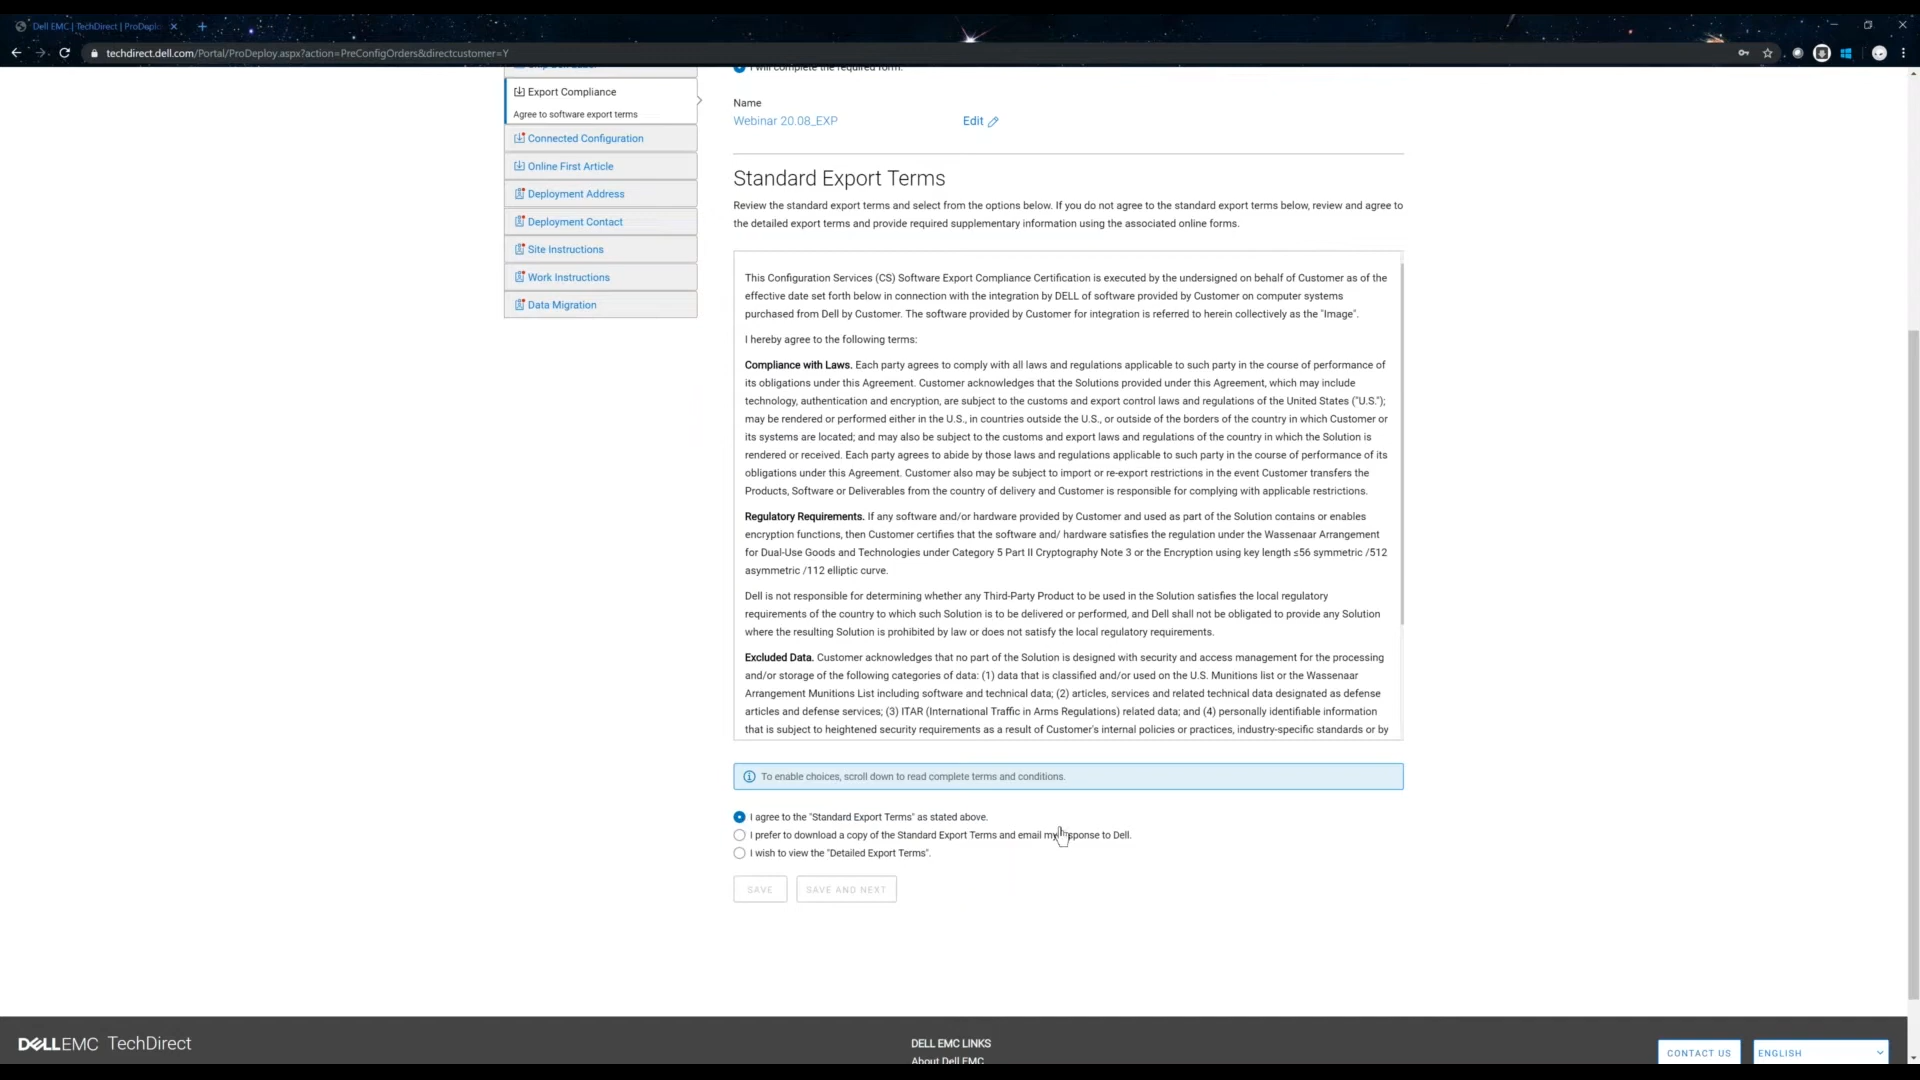 Dell EMC | TechDirect | ProDeplo
techdirect.dell.com/Portal/ProDeploy.aspx?action=PreConfigOrders&directcustomer=Y
I will complete the required form.
Export Compliance
Agree to software export terms
Connected Configuration
Online First Article
Deployment Address
Deployment Contact
Site Instructions
Work Instructions
Data Migration
Name
Webinar 20.08_EXP
Edit
Standard Export Terms
Review the standard export terms and select from the options below. If you do not agree to the standard export terms below, review and agree to
the detailed export terms and provide required supplementary information using the associated online forms.
This Configuration Services (CS) Software Export Compliance Certification is executed by the undersigned on behalf of Customer as of the
effective date set forth below in connection with the integration by DELL of software provided by Customer on computer systems
purchased from Dell by Customer. The software provided by Customer for integration is referred to herein collectively as the "Image".
I hereby agree to the following terms:
Compliance with Laws. Each party agrees to comply with all laws and regulations applicable to such party in the course of performance of
its obligations under this Agreement. Customer acknowledges that the Solutions provided under this Agreement, which may include
technology, authentication and encryption, are subject to the customs and export control laws and regulations of the United States ("U.S.");
may be rendered or performed either in the U.S., in countries outside the U.S., or outside of the borders of the country in which Customer or
its systems are located; and may also be subject to the customs and export laws and regulations of the country in which the Solution is
rendered or received. Each party agrees to abide by those laws and regulations applicable to such party in the course of performance of its
obligations under this Agreement. Customer also may be subject to import or re-export restrictions in the event Customer transfers the
Products, Software or Deliverables from the country of delivery and Customer is responsible for complying with applicable restrictions.
Regulatory Requirements. If any software and/or hardware provided by Customer and used as part of the Solution contains or enables
encryption functions, then Customer certifies that the software and/ hardware satisfies the regulation under the Wassenaar Arrangement
for Dual-Use Goods and Technologies under Category 5 Part II Cryptography Note 3 or the Encryption using key length ≤56 symmetric /512
asymmetric /112 elliptic curve.
Dell is not responsible for determining whether any Third-Party Product to be used in the Solution satisfies the local regulatory
requirements of the country to which such Solution is to be delivered or performed, and Dell shall not be obligated to provide any Solution
where the resulting Solution is prohibited by law or does not satisfy the local regulatory requirements.
Excluded Data. Customer acknowledges that no part of the Solution is designed with security and access management for the processing
and/or storage of the following categories of data: (1) data that is classified and/or used on the U.S. Munitions list or the Wassenaar
Arrangement Munitions List including software and technical data; (2) articles, services and related technical data designated as defense
articles and defense services; (3) ITAR (International Traffic in Arms Regulations) related data; and (4) personally identifiable information
that is subject to heightened security requirements as a result of Customer's internal policies or practices, industry-specific standards or by
To enable choices, scroll down to read complete terms and conditions.
I agree to the "Standard Export Terms" as stated above.
I prefer to download a copy of the Standard Export Terms and email my sponse to Dell.
I wish to view the "Detailed Export Terms".
SAVE
SAVE AND NEXT
DELLEMC TechDirect
DELL EMC LINKS
About Dell EMC
CONTACT US
ENGLISH